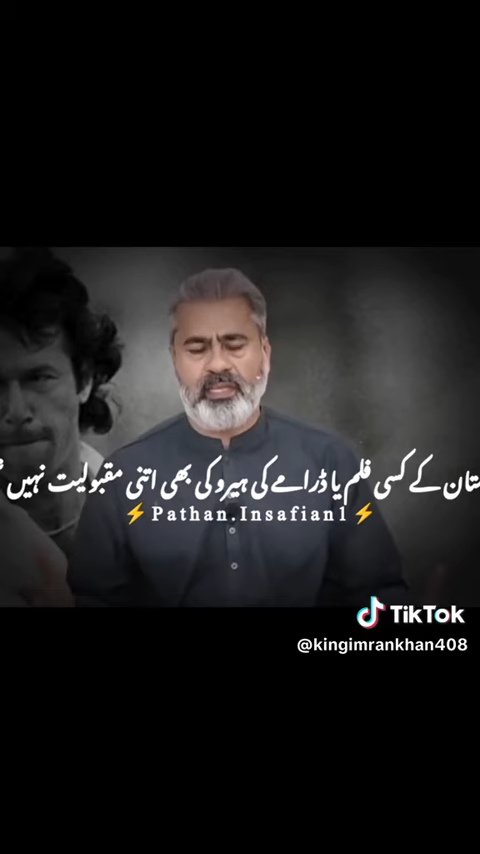 کے کسی فلم یا ڈرامے کی ہیرو کی بھی اتنی مقبولیت نہیں
⚡ Pathan.Insafian1 ⚡
TikTok
@kingimrankhan408